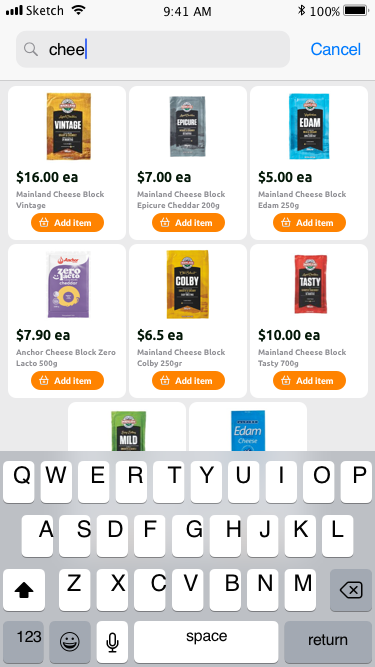 Sketch 9:41 AM 100%
chee Cancel
VINTAGE EPICURE EDAM
$16.00 ea $7.00 ea $5.00 ea
Mainland Cheese Block Vintage
Mainland Cheese Block Epicure Cheddar 200g
Mainland Cheese Block Edam 250g
Add item Add item Add item
Anchor zero lacto cheddar COLBY TASTY
$7.90 ea $6.5 ea $10.00 ea
Anchor Cheese Block Zero Lacto 500g
Mainland Cheese Block Colby 250gr
Mainland Cheese Block Tasty 700g
Add item Add item Add item
MILD Edam Cheese
Q W E R T Y U I O P
A S D F G H J K L
Z X C V B N M
123 space return